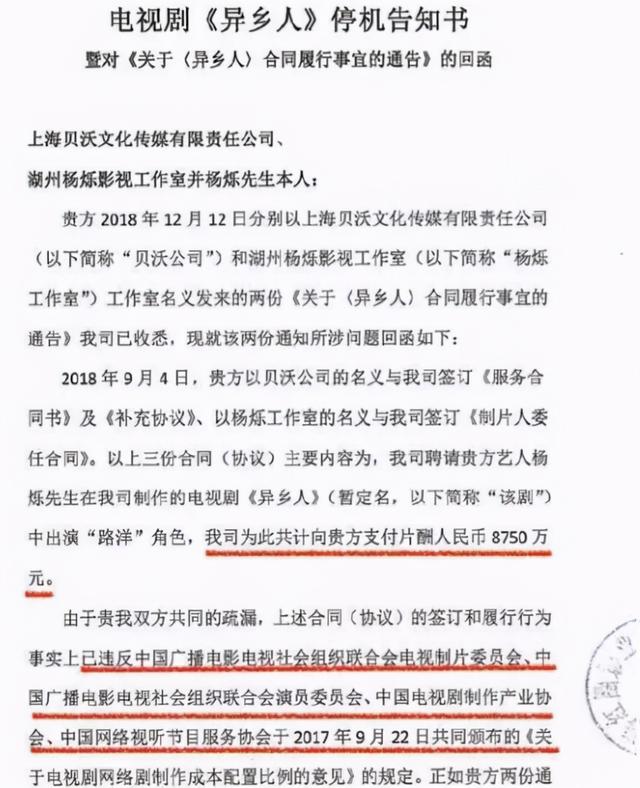 电视剧《异乡人》停机告知书
暨对《关于〈异乡人〉合同履行事宜的通告》的回函
上海贝沃文化传媒有限责任公司、
湖州杨烁影视工作室并杨烁先生本人：
贵方 2018 年 12 月 12 日分别以上海贝沃文化传媒有限责任公司
（以下简称“贝沃公司”）和湖州杨烁影视工作室（以下简称“杨烁
工作室”）工作室名义发来的两份《关于〈异乡人〉合同履行事宜的
通告》我司已收悉，现就该两份通知所涉问题回函如下：
2018 年 9 月 4 日，贵方以贝沃公司的名义与我司签订《服务合
同书》及《补充协议》、以杨烁工作室的名义与我司签订《制片人委
任合同》。以上三份合同（协议）主要内容为，我司聘请贵方艺人杨
烁先生在我司制作的电视剧《异乡人》（暂定名，以下简称“该剧”）
中出演“路洋”角色，我司为此共计向贵方支付片酬人民币 8750 万
元。
由于贵我双方共同的疏漏，上述合同（协议）的签订和履行行为
事实上已违反中国广播电影电视社会组织联合会电视制片委员会、中
国广播电影电视社会组织联合会演员委员会、中国电视剧制作产业协
会、中国网络视听节目服务协会于 2017 年 9 月 22 日共同颁布的《关
于电视剧网络剧制作成本配置比例的意见》的规定。正如贵方两份通